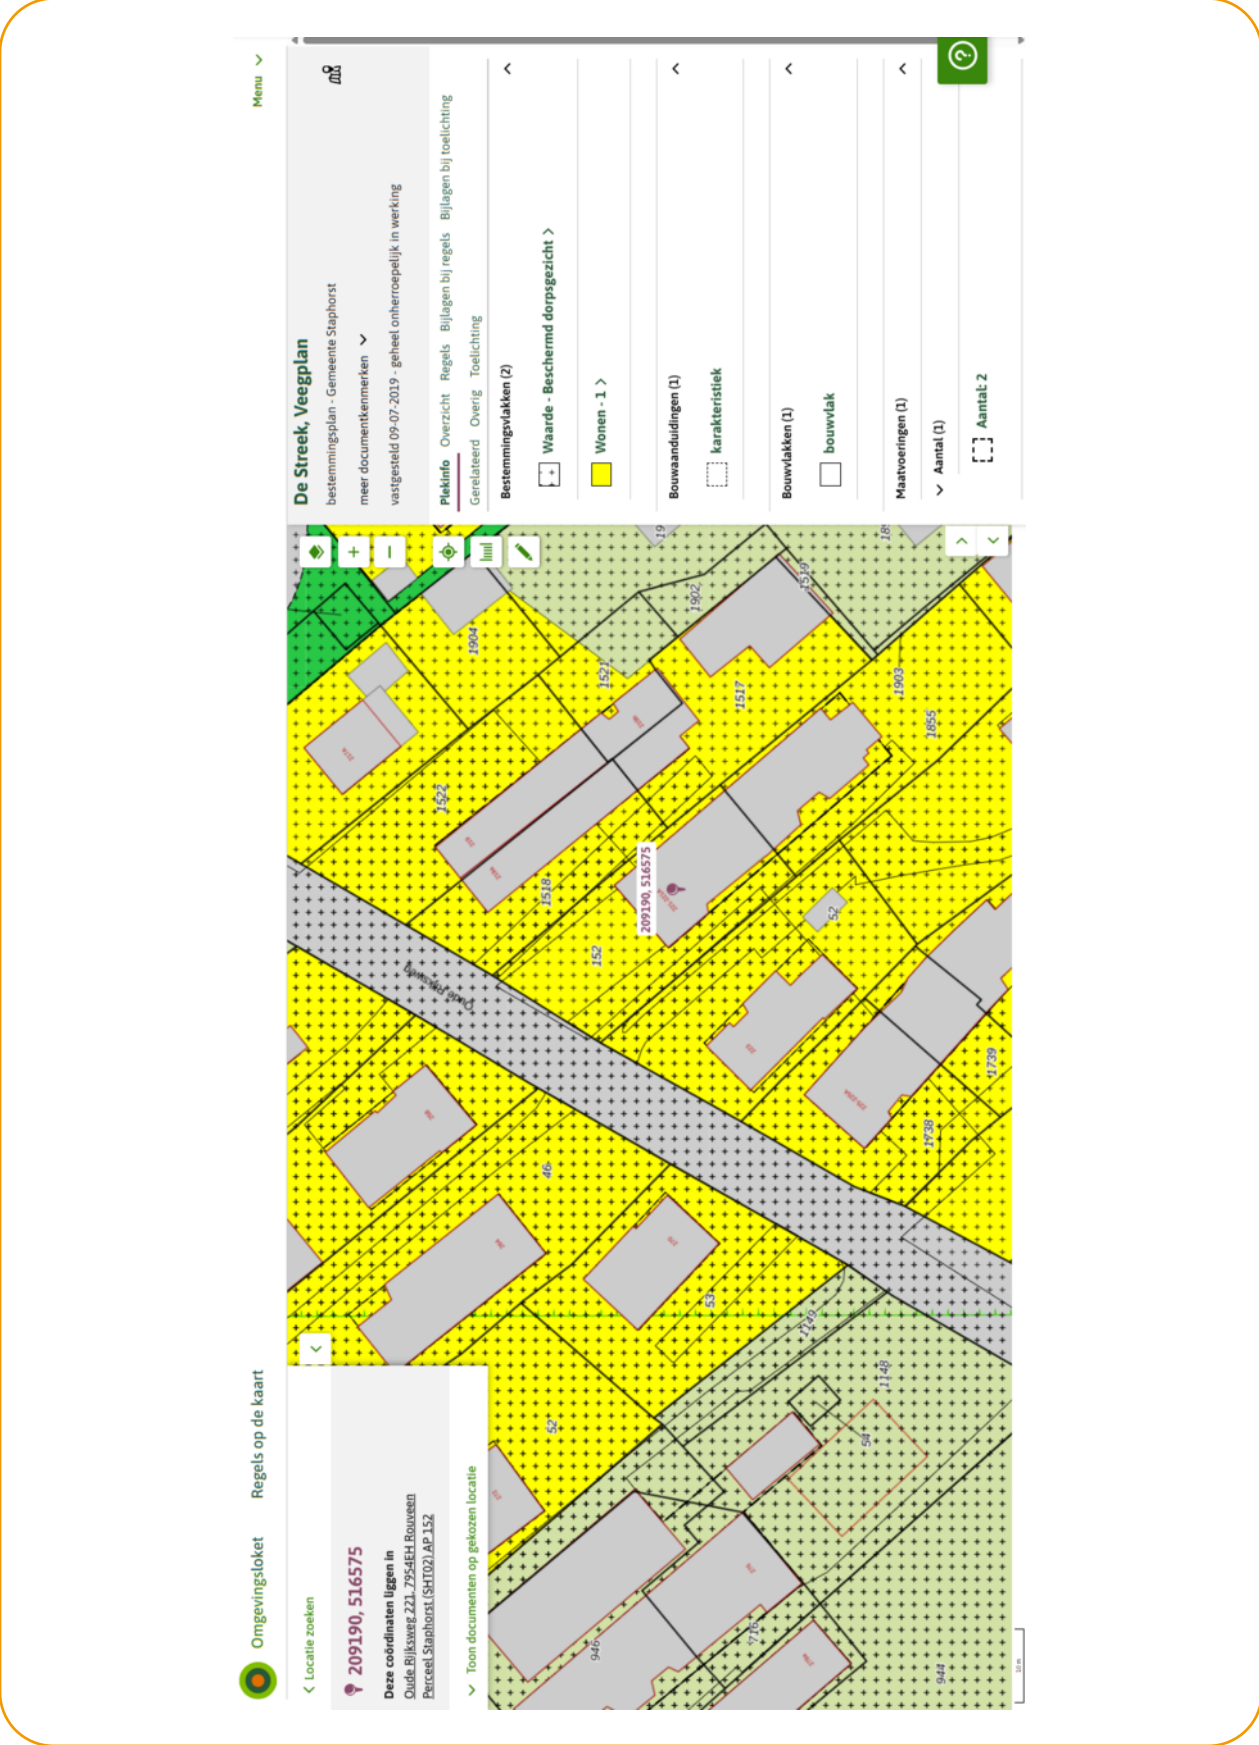 Omgevingsloket
Regels op de kaart
Menu
Locatie zoeken
209190, 516575
Deze coördinaten liggen in
Oude Rijksweg 221, 7954EH Rouveen
Perceel Staphorst (SHT02) AP 152
Toon documenten op gekozen locatie
De Streek, Veegplan
bestemmingsplan - Gemeente Staphorst
meer documentkenmerken
vastgesteld 09-07-2019 - geheel onherroepelijk in werking
Plekinfo Overzicht Regels Bijlagen bij regels Bijlagen bij toelichting
Gerelateerd Overig Toelichting
Bestemmingsvlakken (2)
Waarde - Beschermd dorpsgezicht >
Wonen - 1 >
Bouwaanduidingen (1)
karakteristiek
Bouwvlakken (1)
bouwvlak
Maatvoeringen (1)
Aantal (1)
Aantal: 2
209190, 516575
Oude Rijksweg
1904
1522
1521
1518
152
1902
1517
1519
1903
1855
52
1739
1738
46
53
52
1149
1148
54
946
716
944
19